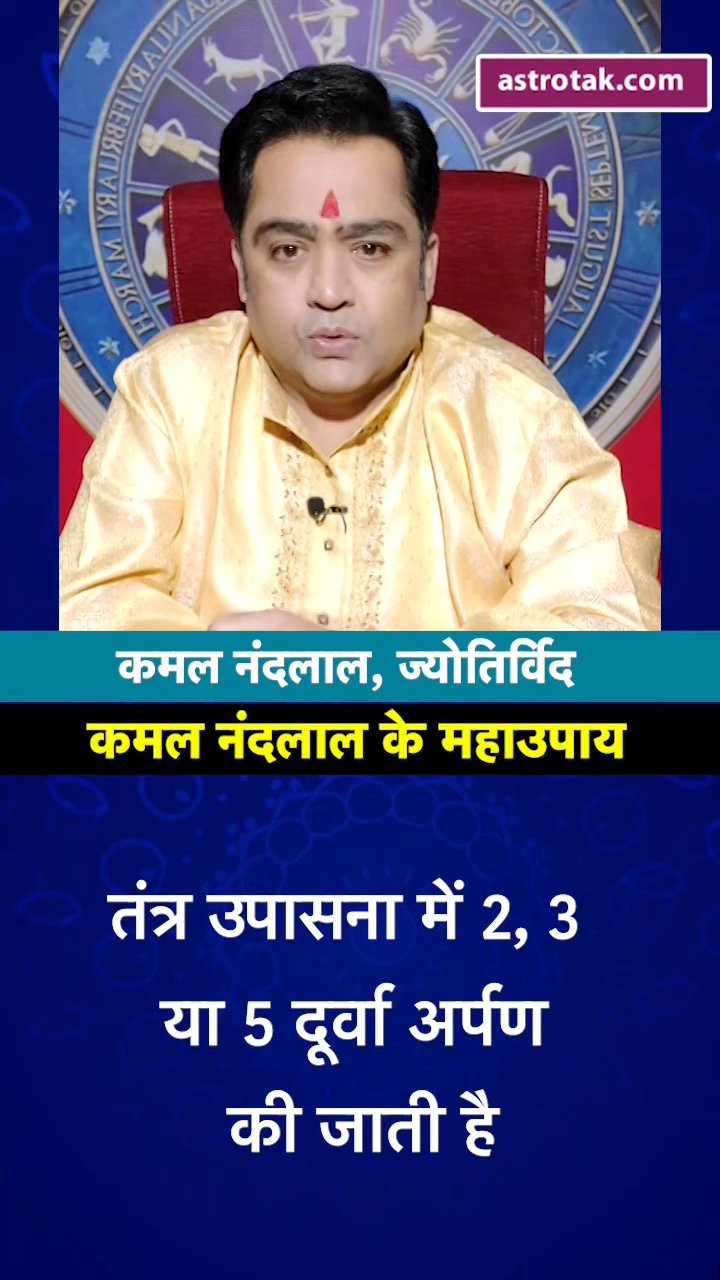 astrotak.com
कमल नंदलाल, ज्योतिर्विद
कमल नंदलाल के महाउपाय
तंत्र उपासना में 2, 3
या 5 दूर्वा अर्पण
की जाती है